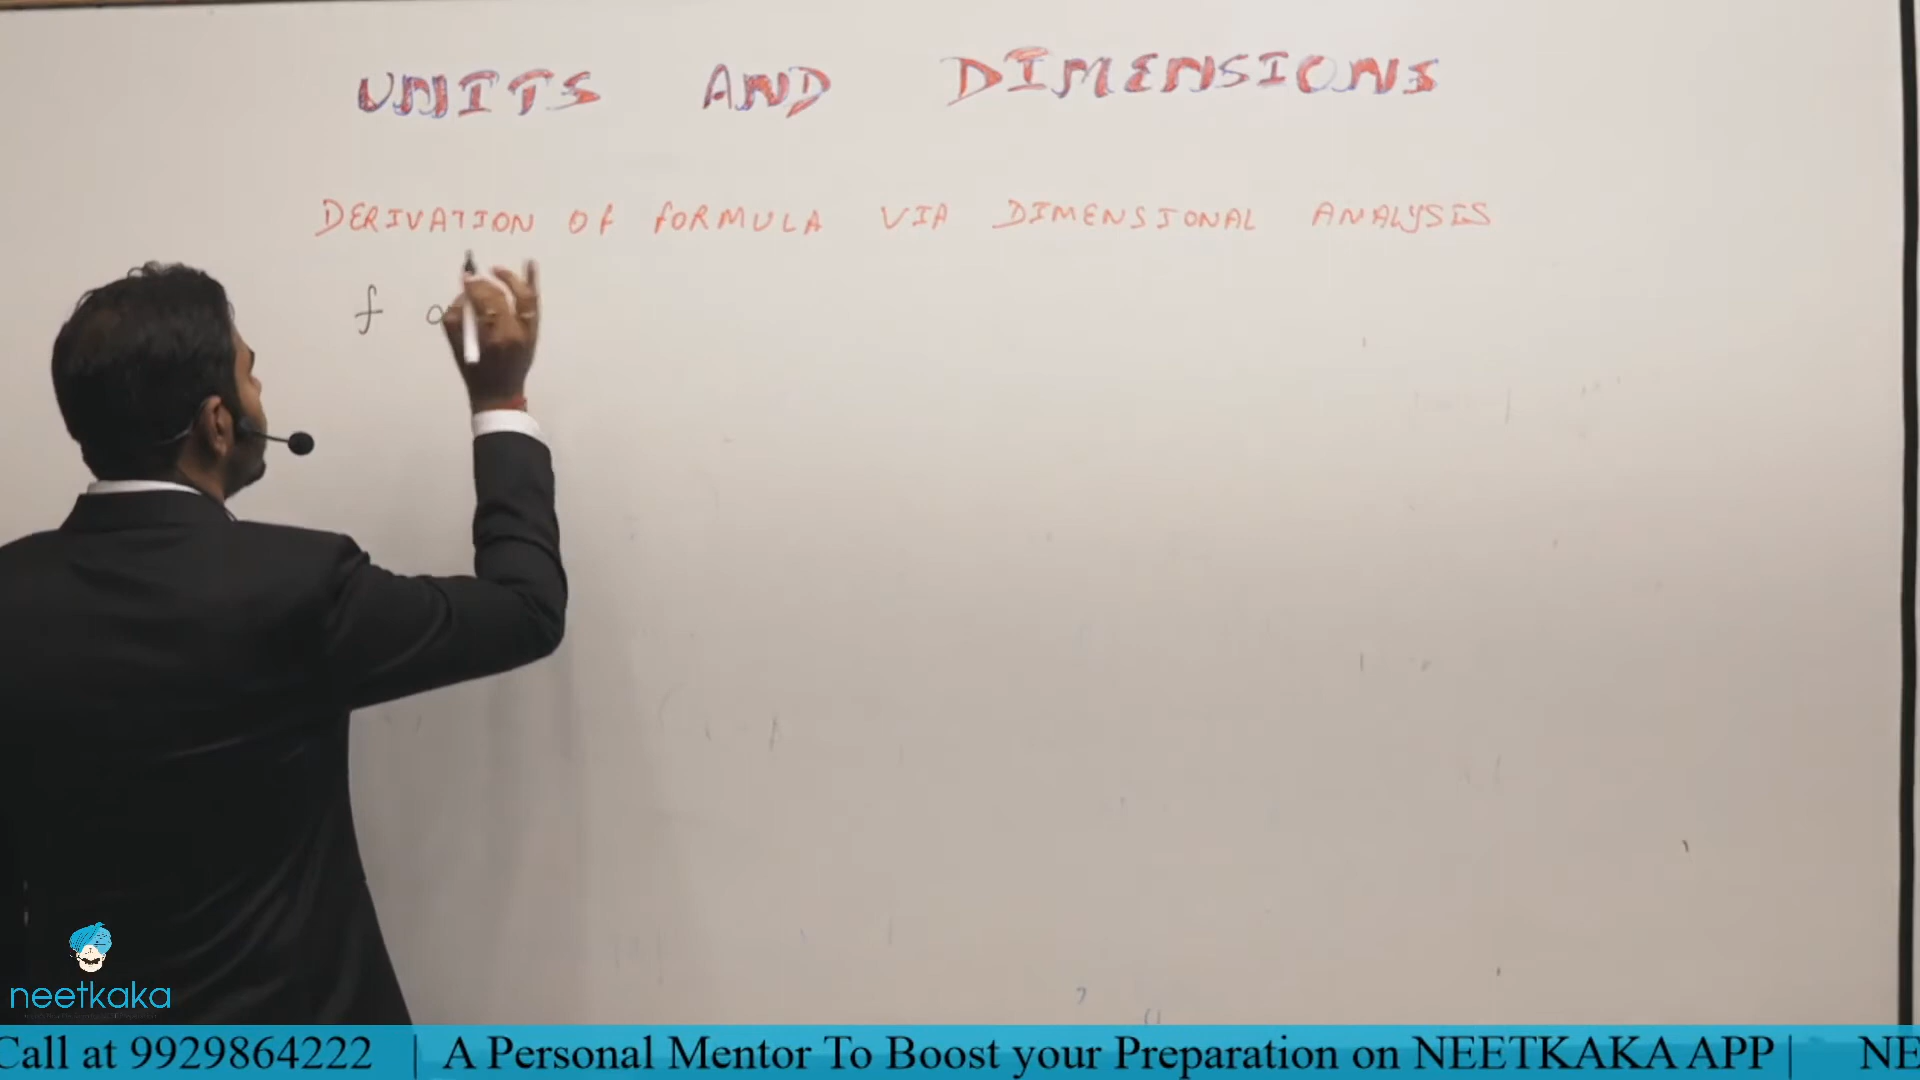 UNITS AND DIMENSIONS
DERIVATION OF FORMULA VIA DIMENSIONAL ANALYSIS
f ∝
neetkaka
Call at 9929864222 | A Personal Mentor To Boost your Preparation on NEETKAKA APP | NE